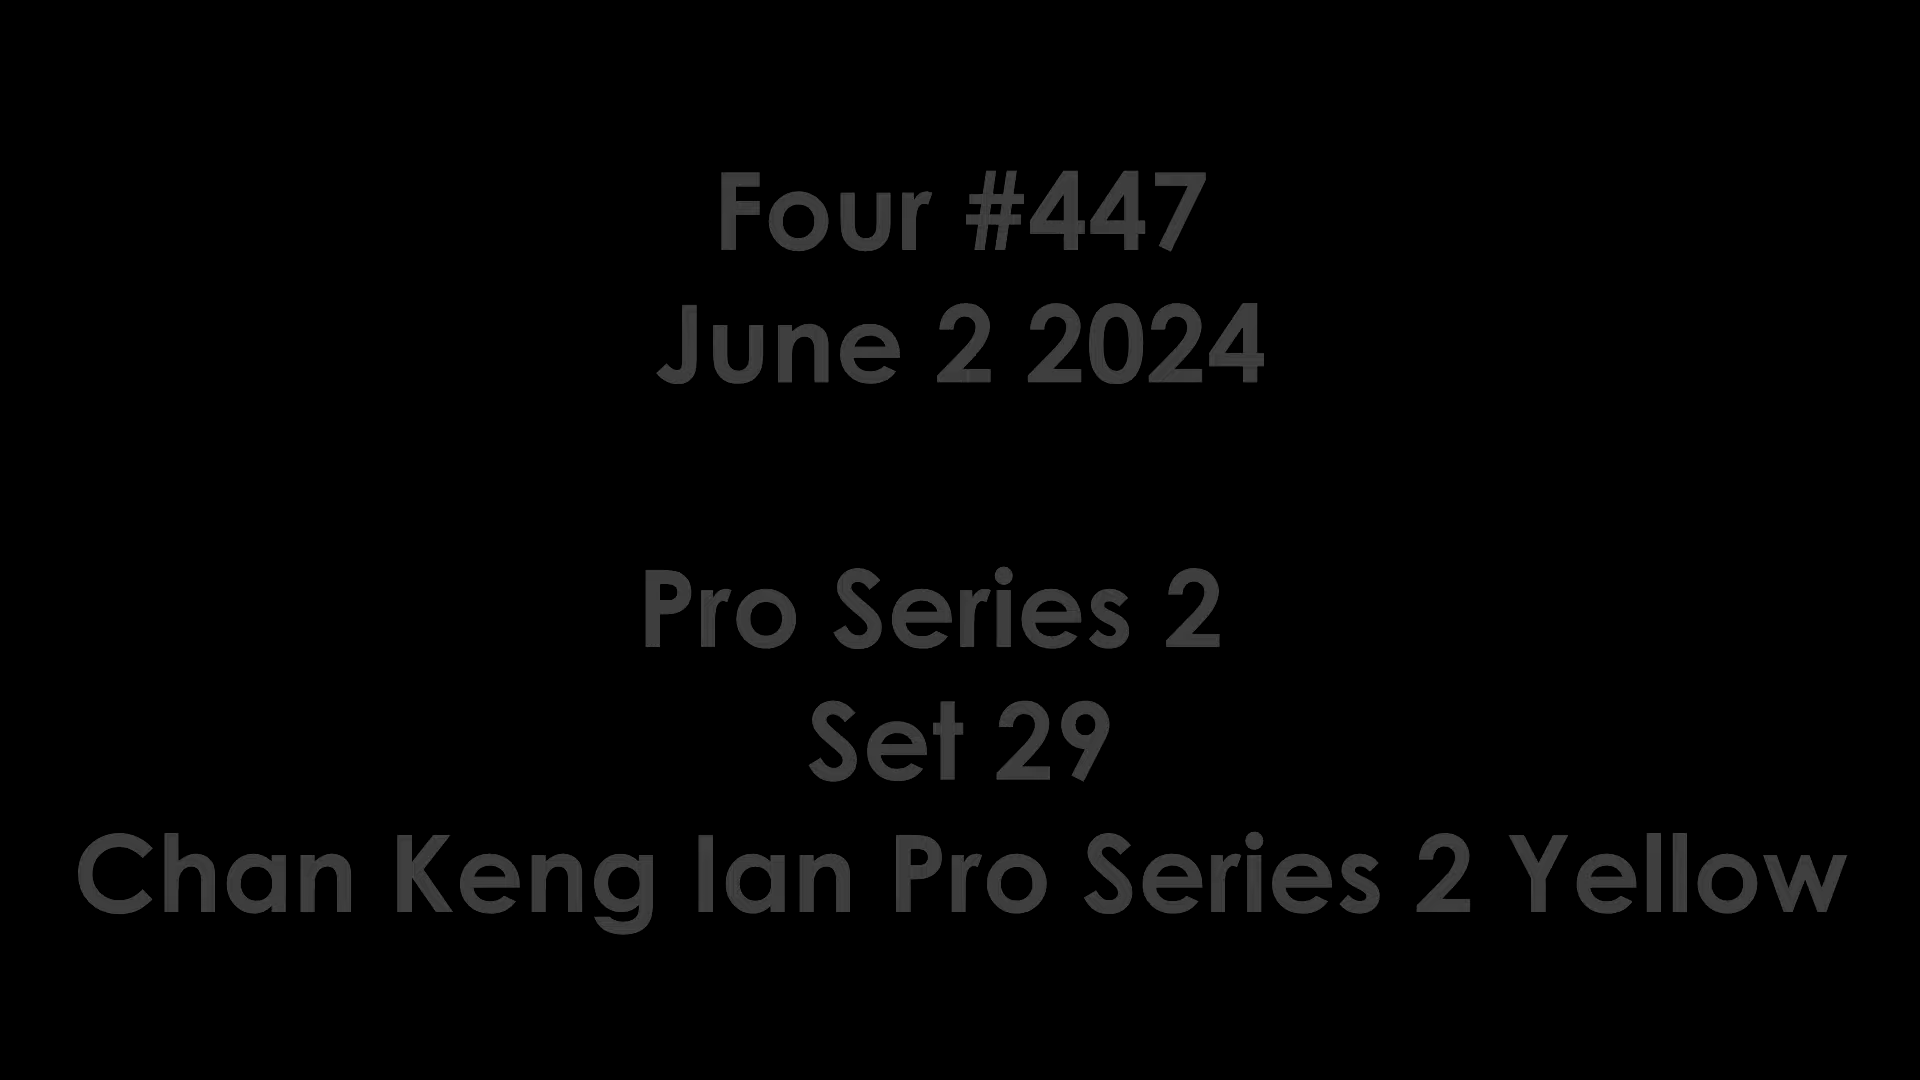 Four #447
June 2 2024
Pro Series 2
Set 29
Chan Keng Ian Pro Series 2 Yellow